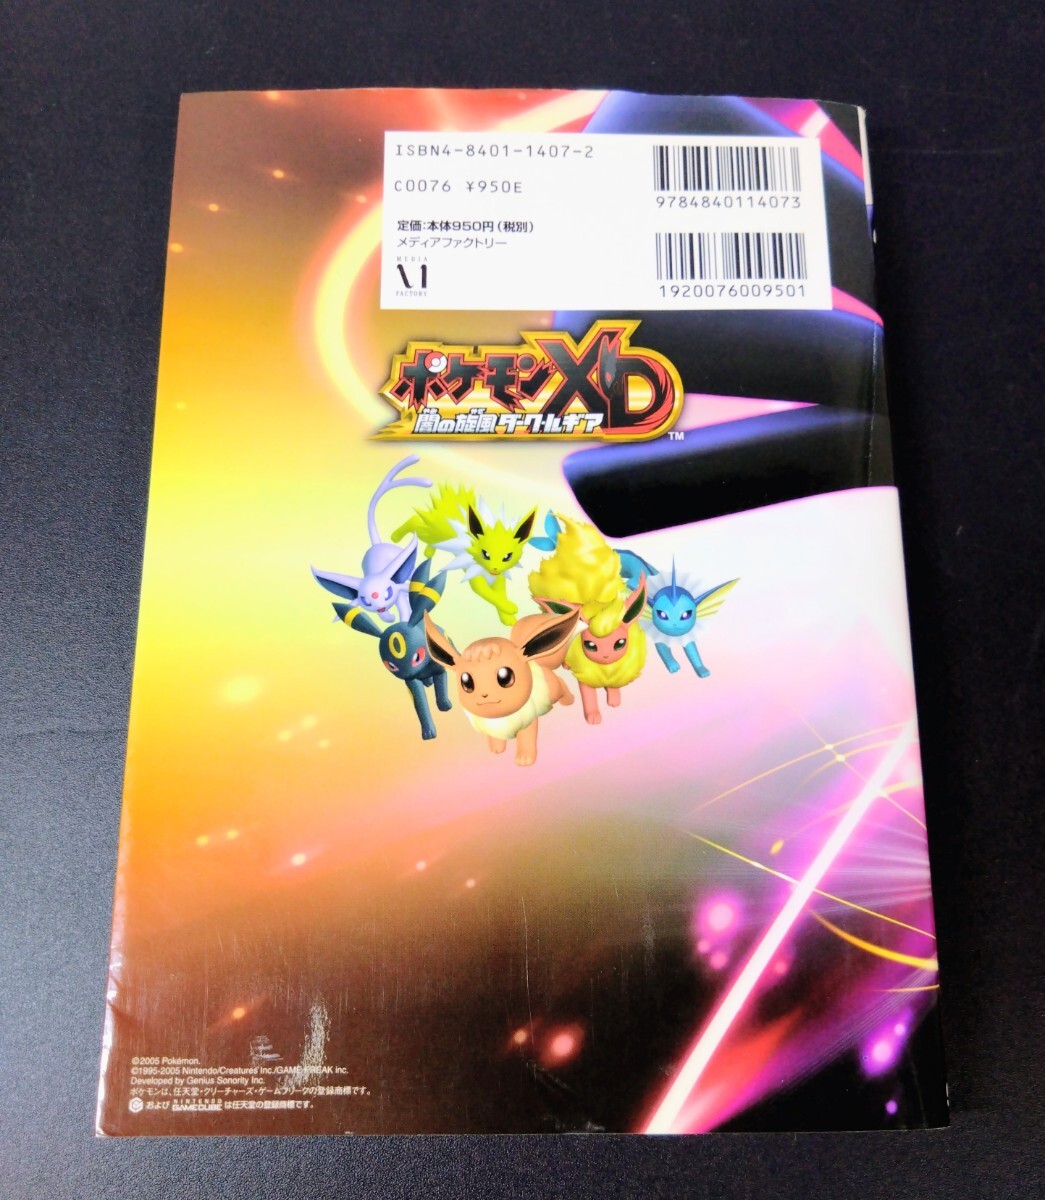 ISBN4-8401-1407-2
C0076 ¥950E
定価：本体950円（税別）
メディアファクトリー
MEDIA
FACTORY
9784840114073
1920076009501
ポケモンXD
闇の旋風ダーク・ルギア
TM
©2005 Pokémon.
©1995-2005 Nintendo/Creatures Inc./GAME FREAK inc.
Developed by Genius Sonority Inc.
ポケモンは、任天堂・クリーチャーズ・ゲームフリークの登録商標です。
および NINTENDO GAMECUBE は任天堂の登録商標です。